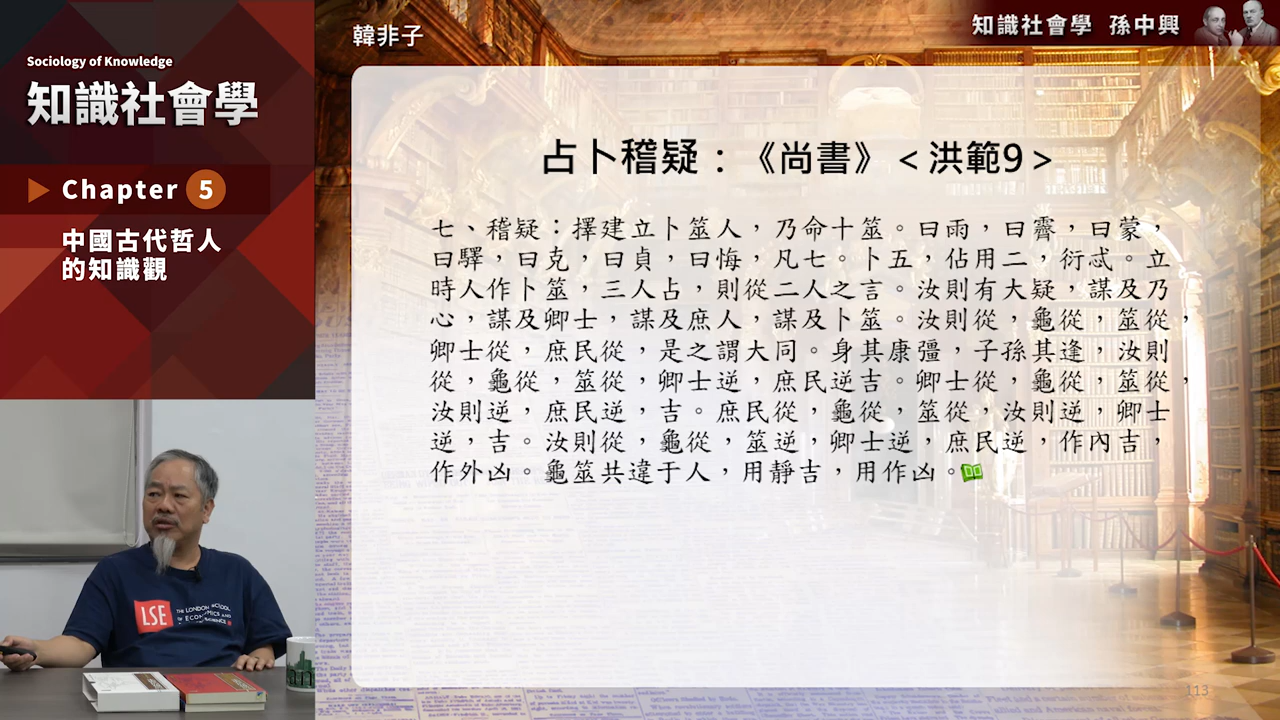 Sociology of Knowledge
知識社會學
Chapter 5
中國古代哲人
的知識觀
韓非子
知識社會學 孫中興
占卜稽疑：《尚書》＜洪範9＞
七、稽疑：擇建立卜筮人，乃命十筮。曰雨，曰霽，曰蒙，
曰驛，曰克，曰貞，曰悔，凡七。卜五，佔用二，衍忒。立
時人作卜筮，三人占，則從二人之言。汝則有大疑，謀及乃
心，謀及卿士，謀及庶人，謀及卜筮。汝則從，龜從，筮從，
卿士從，庶民從，是之謂大同。身其康彊，子孫其逢，汝則
從，龜從，筮從，卿士逆，庶民逆吉。卿士從，龜從，筮從，
汝則逆，庶民逆，吉。庶民從，龜從，筮從，汝則逆，卿士
逆，吉。汝則從，龜從，筮逆，卿士逆，庶民逆，作內吉，
作外凶。龜筮共違于人，用靜吉，用作凶。
113
LSE
THE LONDON SCHOOL
OF ECONOMICS AND